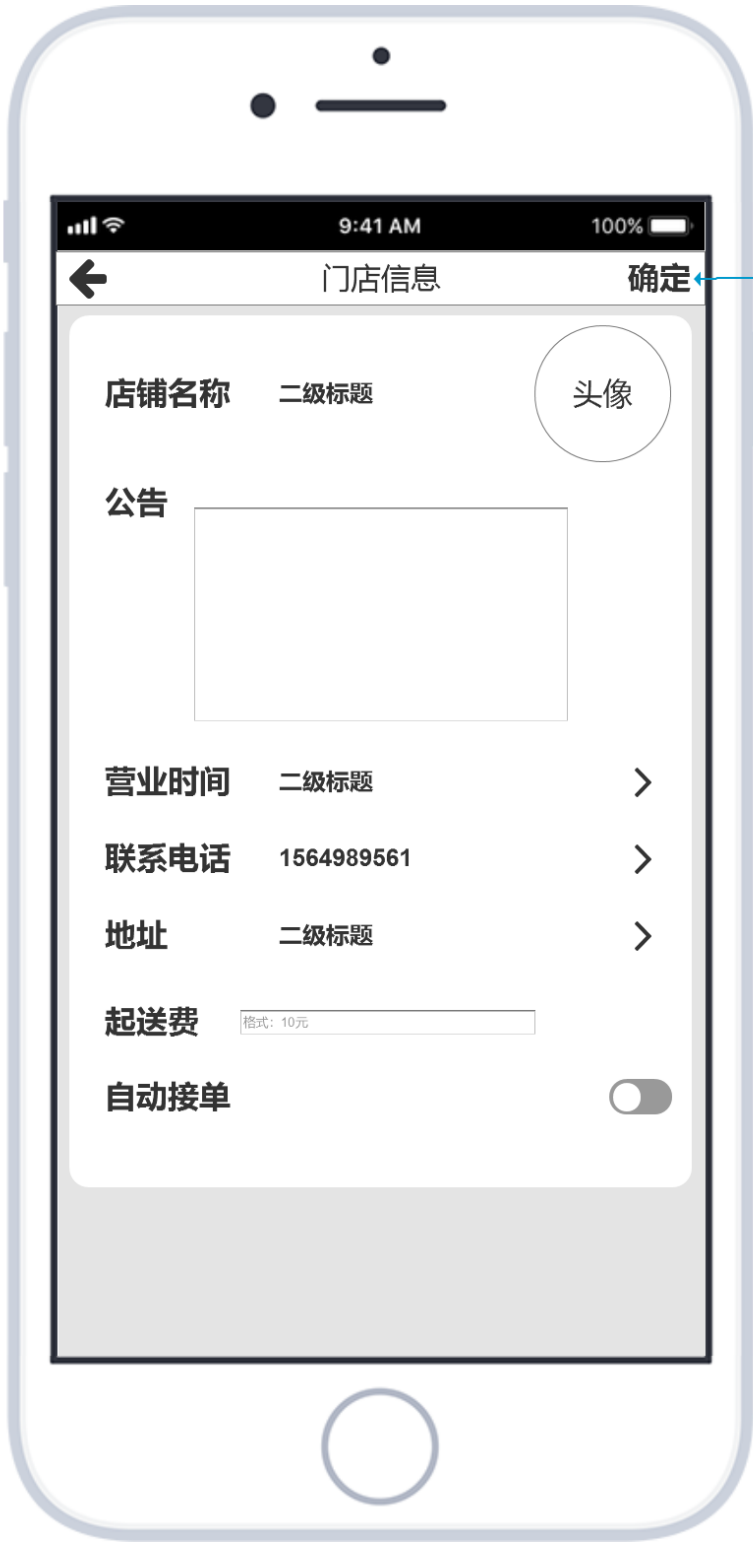 9:41 AM 100%
门店信息 确定
店铺名称 二级标题 头像
公告
营业时间 二级标题
联系电话 1564989561
地址 二级标题
起送费 格式：10元
自动接单